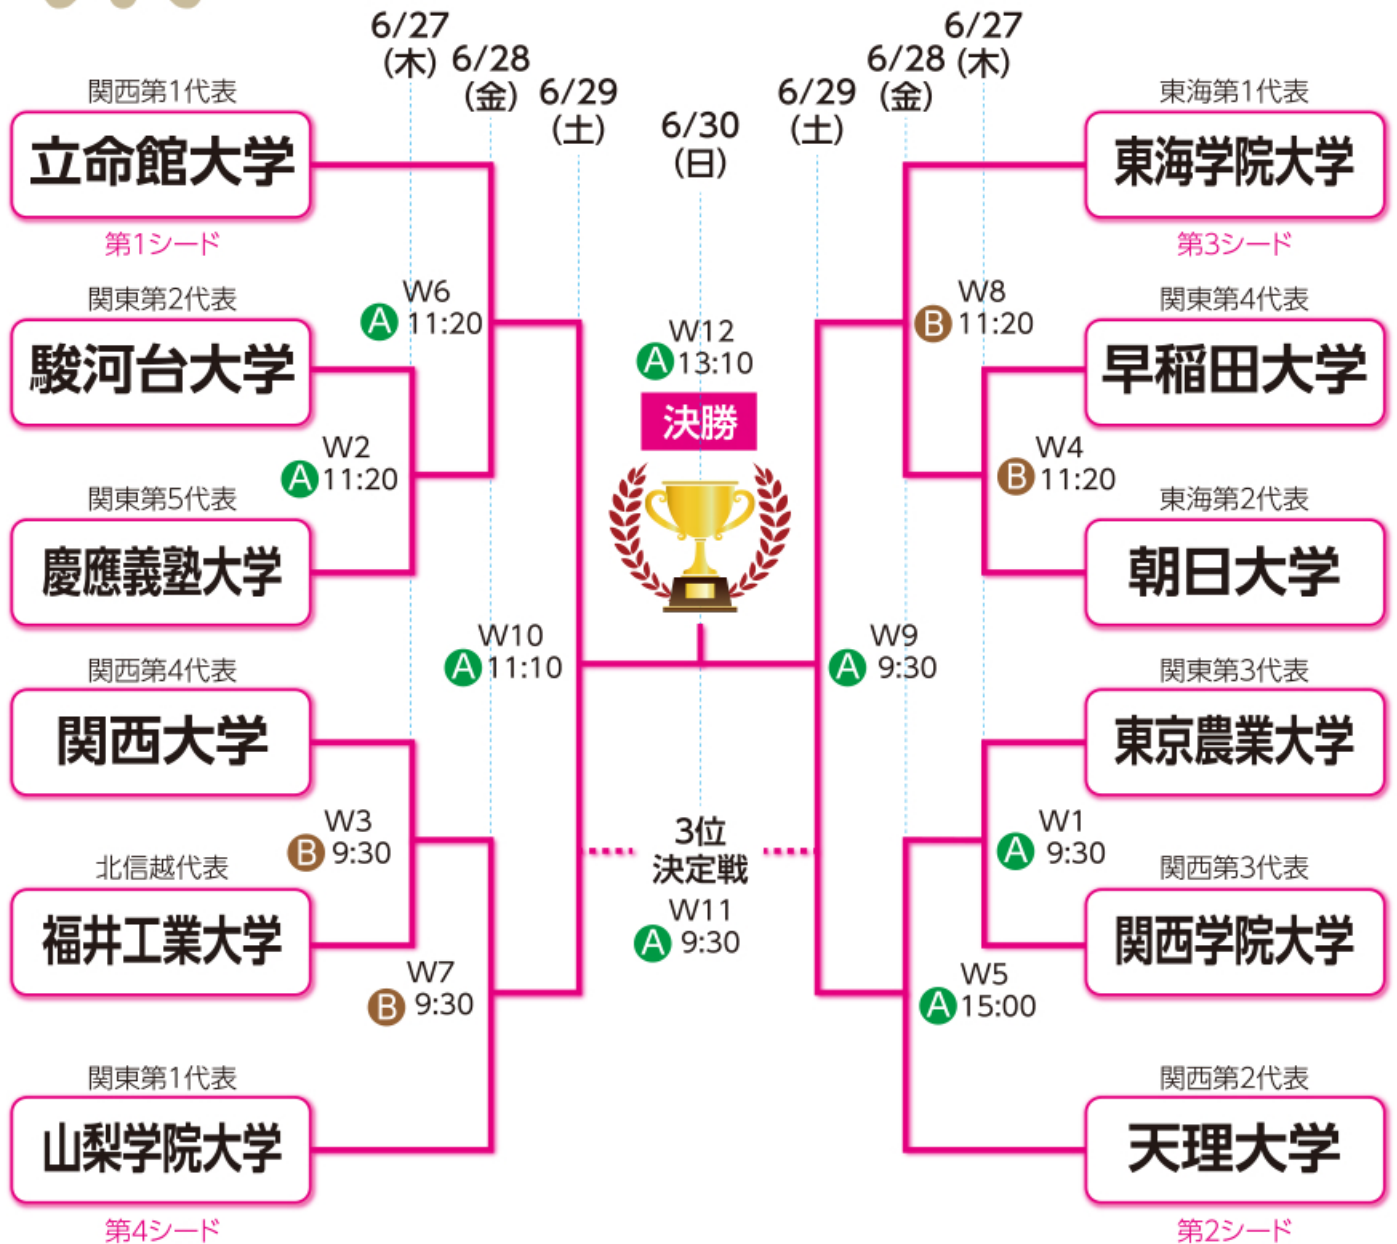 6/27
(木)
6/28
(金)
6/29
(土)
6/30
(日)
6/29
(土)
6/28
(金)
6/27
(木)
関西第1代表
立命館大学
第1シード
関東第2代表
駿河台大学
関東第5代表
慶應義塾大学
関西第4代表
関西大学
北信越代表
福井工業大学
関東第1代表
山梨学院大学
第4シード
W6
A 11:20
W2
A 11:20
W10
A 11:10
W3
B 9:30
W7
B 9:30
W12
A 13:10
決勝
3位
決定戦
W11
A 9:30
W8
B 11:20
W4
B 11:20
W9
A 9:30
W1
A 9:30
W5
A 15:00
東海第1代表
東海学院大学
第3シード
関東第4代表
早稲田大学
東海第2代表
朝日大学
関東第3代表
東京農業大学
関西第3代表
関西学院大学
関西第2代表
天理大学
第2シード